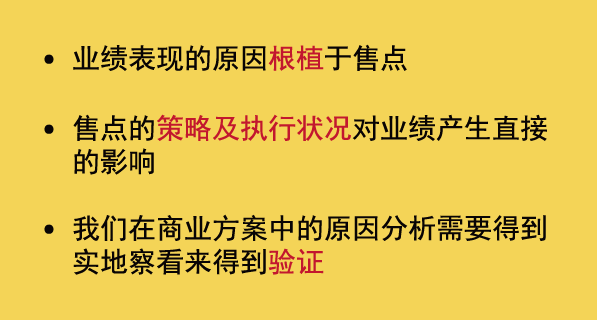 • 业绩表现的原因根植于售点
• 售点的策略及执行状况对业绩产生直接
的影响
• 我们在商业方案中的原因分析需要得到
实地察看来得到验证